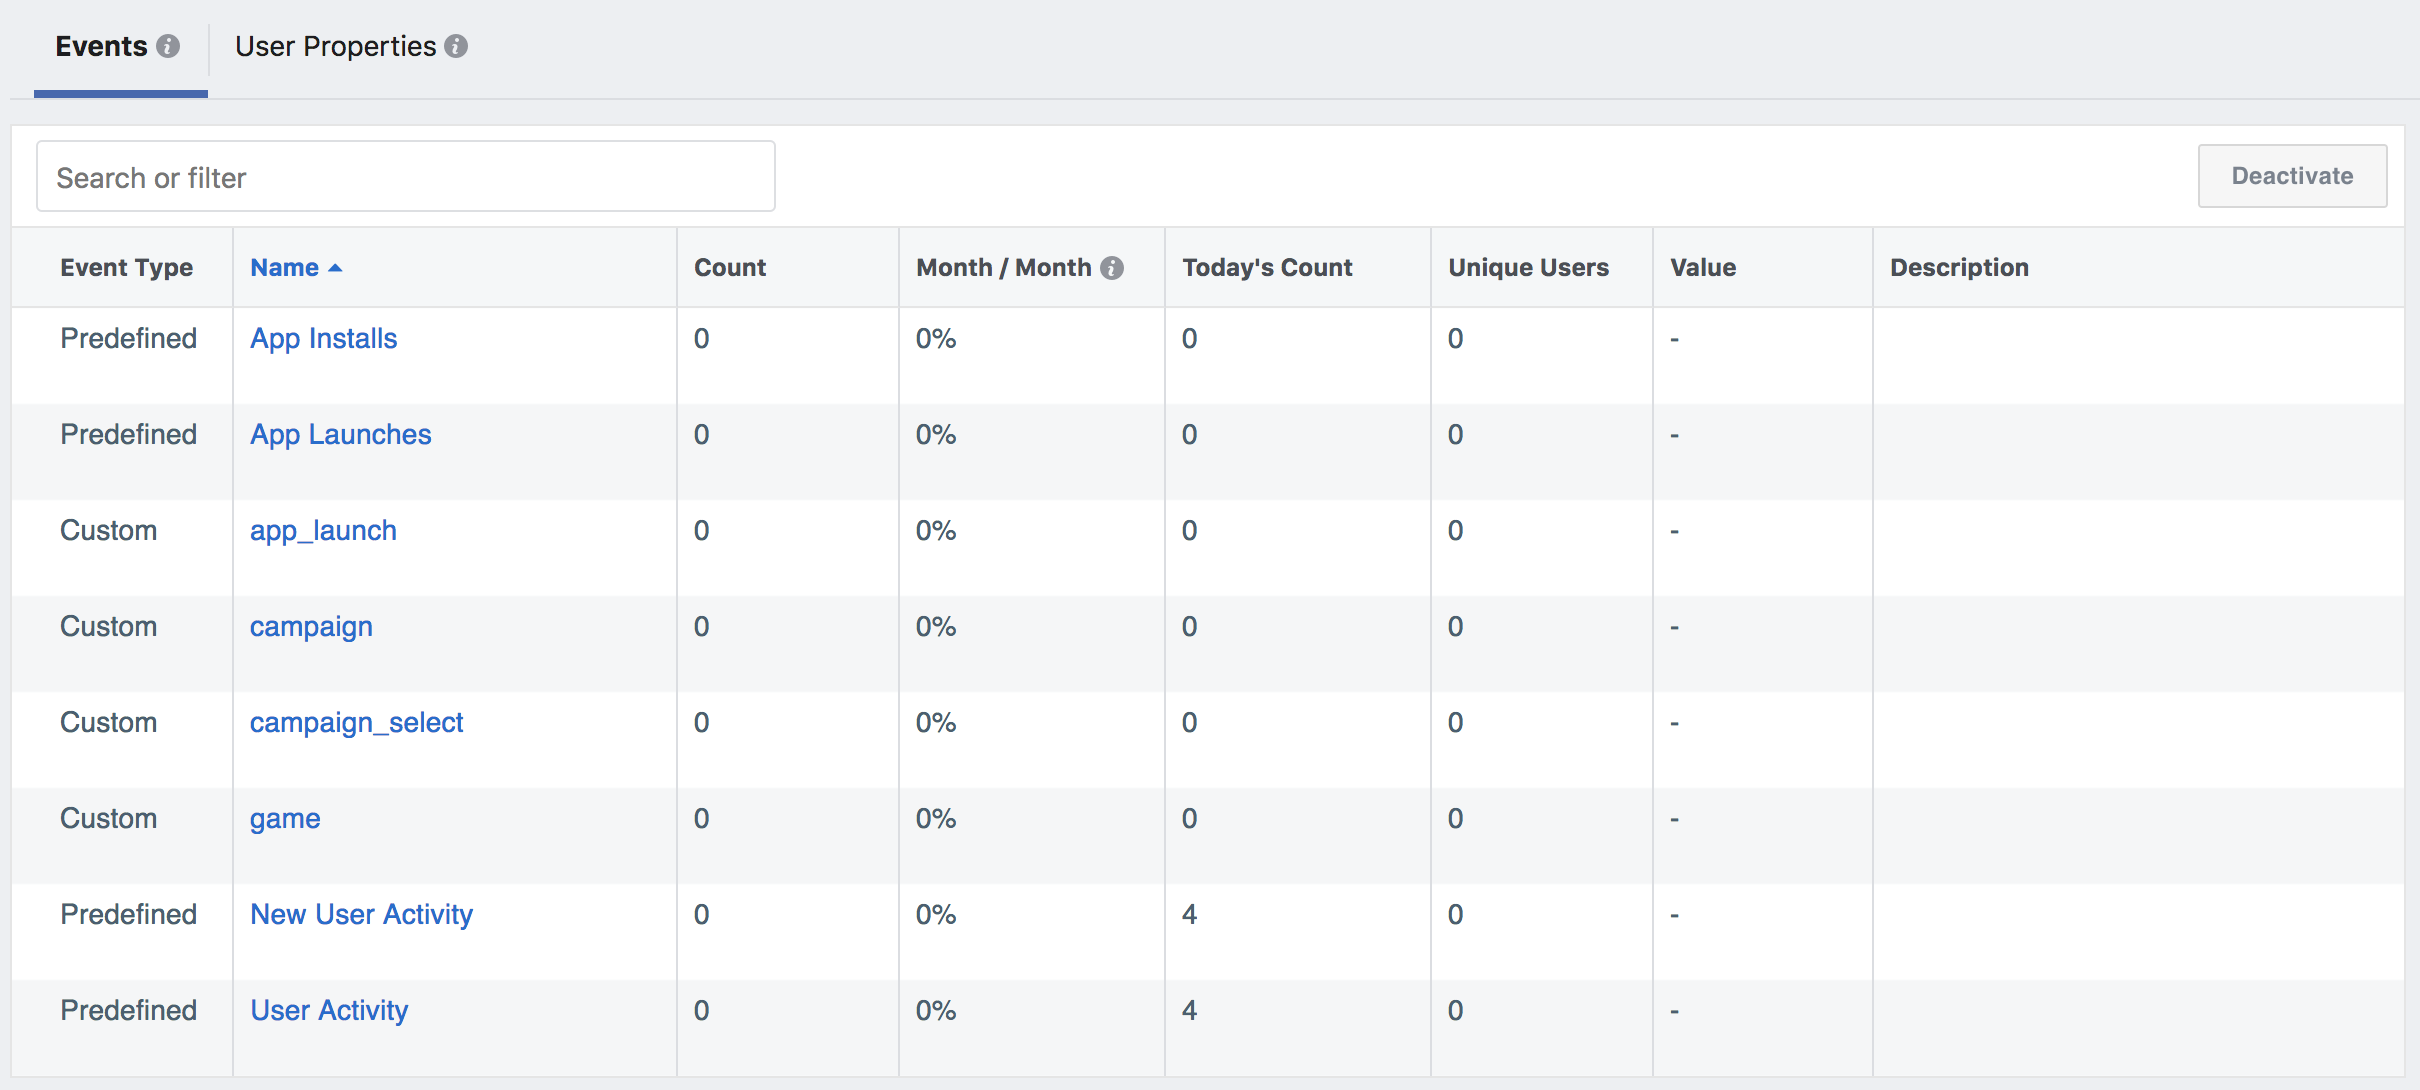 Events User Properties
Search or filter Deactivate
Event Type Name Count Month / Month Today's Count Unique Users Value Description
Predefined App Installs 0 0% 0 0 -
Predefined App Launches 0 0% 0 0 -
Custom app_launch 0 0% 0 0 -
Custom campaign 0 0% 0 0 -
Custom campaign_select 0 0% 0 0 -
Custom game 0 0% 0 0 -
Predefined New User Activity 0 0% 4 0 -
Predefined User Activity 0 0% 4 0 -